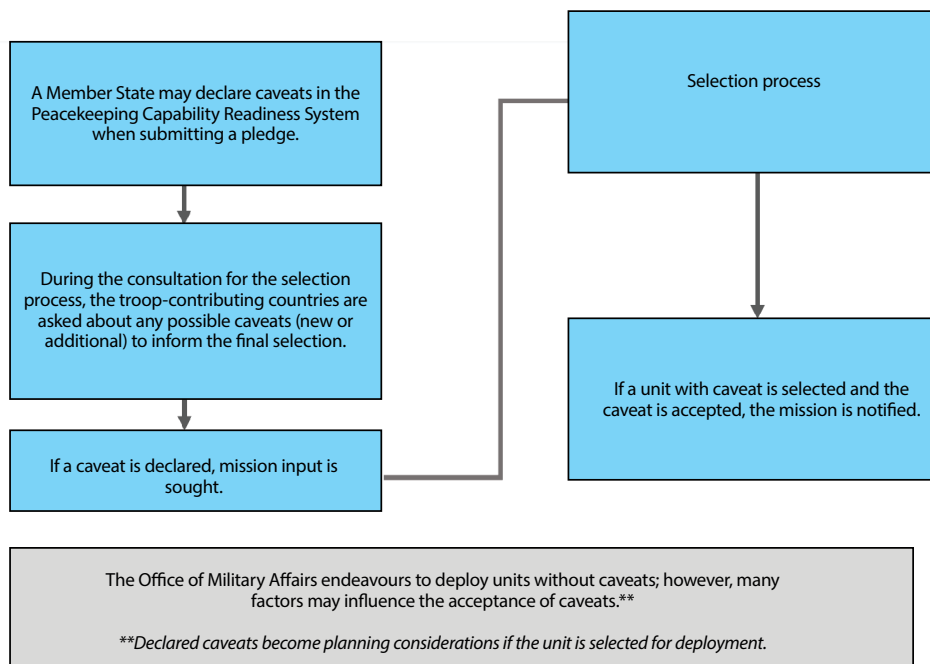 A Member State may declare caveats in the
Peacekeeping Capability Readiness System
when submitting a pledge.
During the consultation for the selection
process, the troop-contributing countries are
asked about any possible caveats (new or
additional) to inform the final selection.
If a caveat is declared, mission input is
sought.
Selection process
If a unit with caveat is selected and the
caveat is accepted, the mission is notified.
The Office of Military Affairs endeavours to deploy units without caveats; however, many
factors may influence the acceptance of caveats.**
**Declared caveats become planning considerations if the unit is selected for deployment.